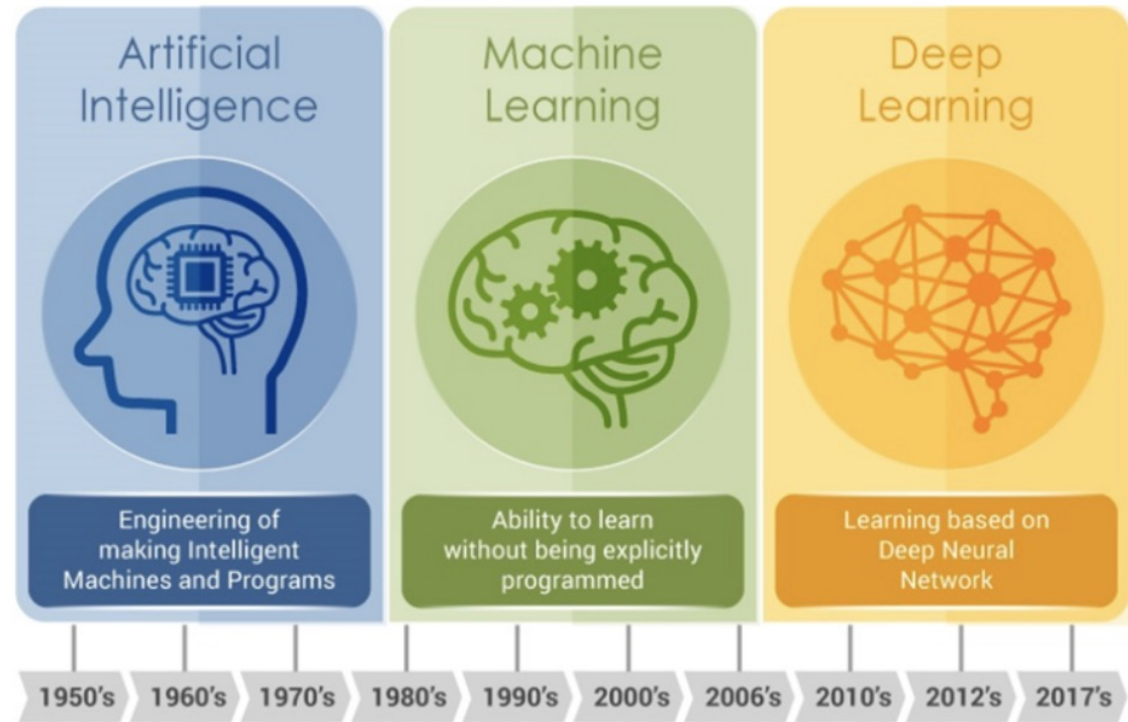 Artificial
Intelligence
Machine
Learning
Deep
Learning
Engineering of
making Intelligent
Machines and Programs
Ability to learn
without being explicitly
programmed
Learning based on
Deep Neural
Network
1950's
1960's
1970's
1980's
1990's
2000's
2006's
2010's
2012's
2017's